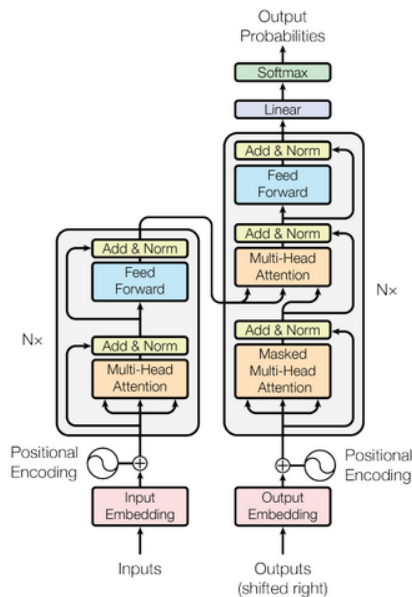 Output
Probabilities
Softmax
Linear
Add & Norm
Feed
Forward
Add & Norm
Multi-Head
Attention
Add & Norm
Masked
Multi-Head
Attention
N×
Positional
Encoding
Output
Embedding
Outputs
(shifted right)
Add & Norm
Feed
Forward
Add & Norm
Multi-Head
Attention
N×
Positional
Encoding
Input
Embedding
Inputs